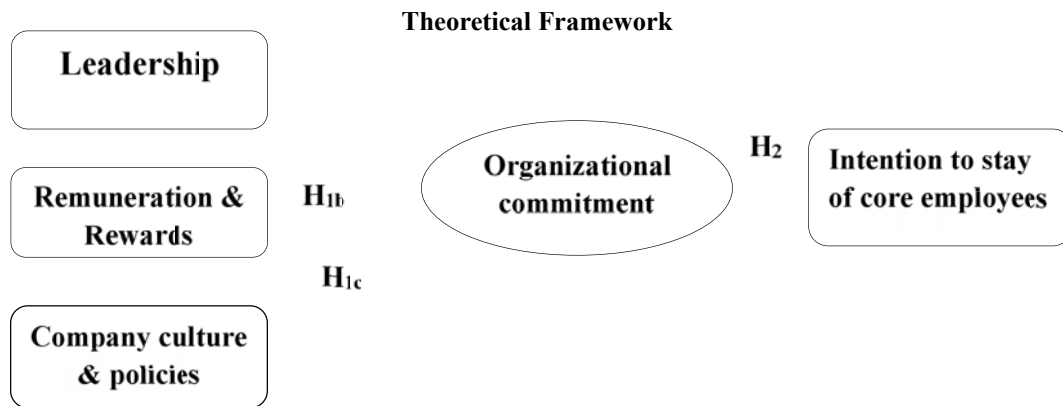 Theoretical Framework
Leadership
Remuneration &
Rewards
Company culture
& policies
H1b
H1c
Organizational
commitment
H2
Intention to stay
of core employees